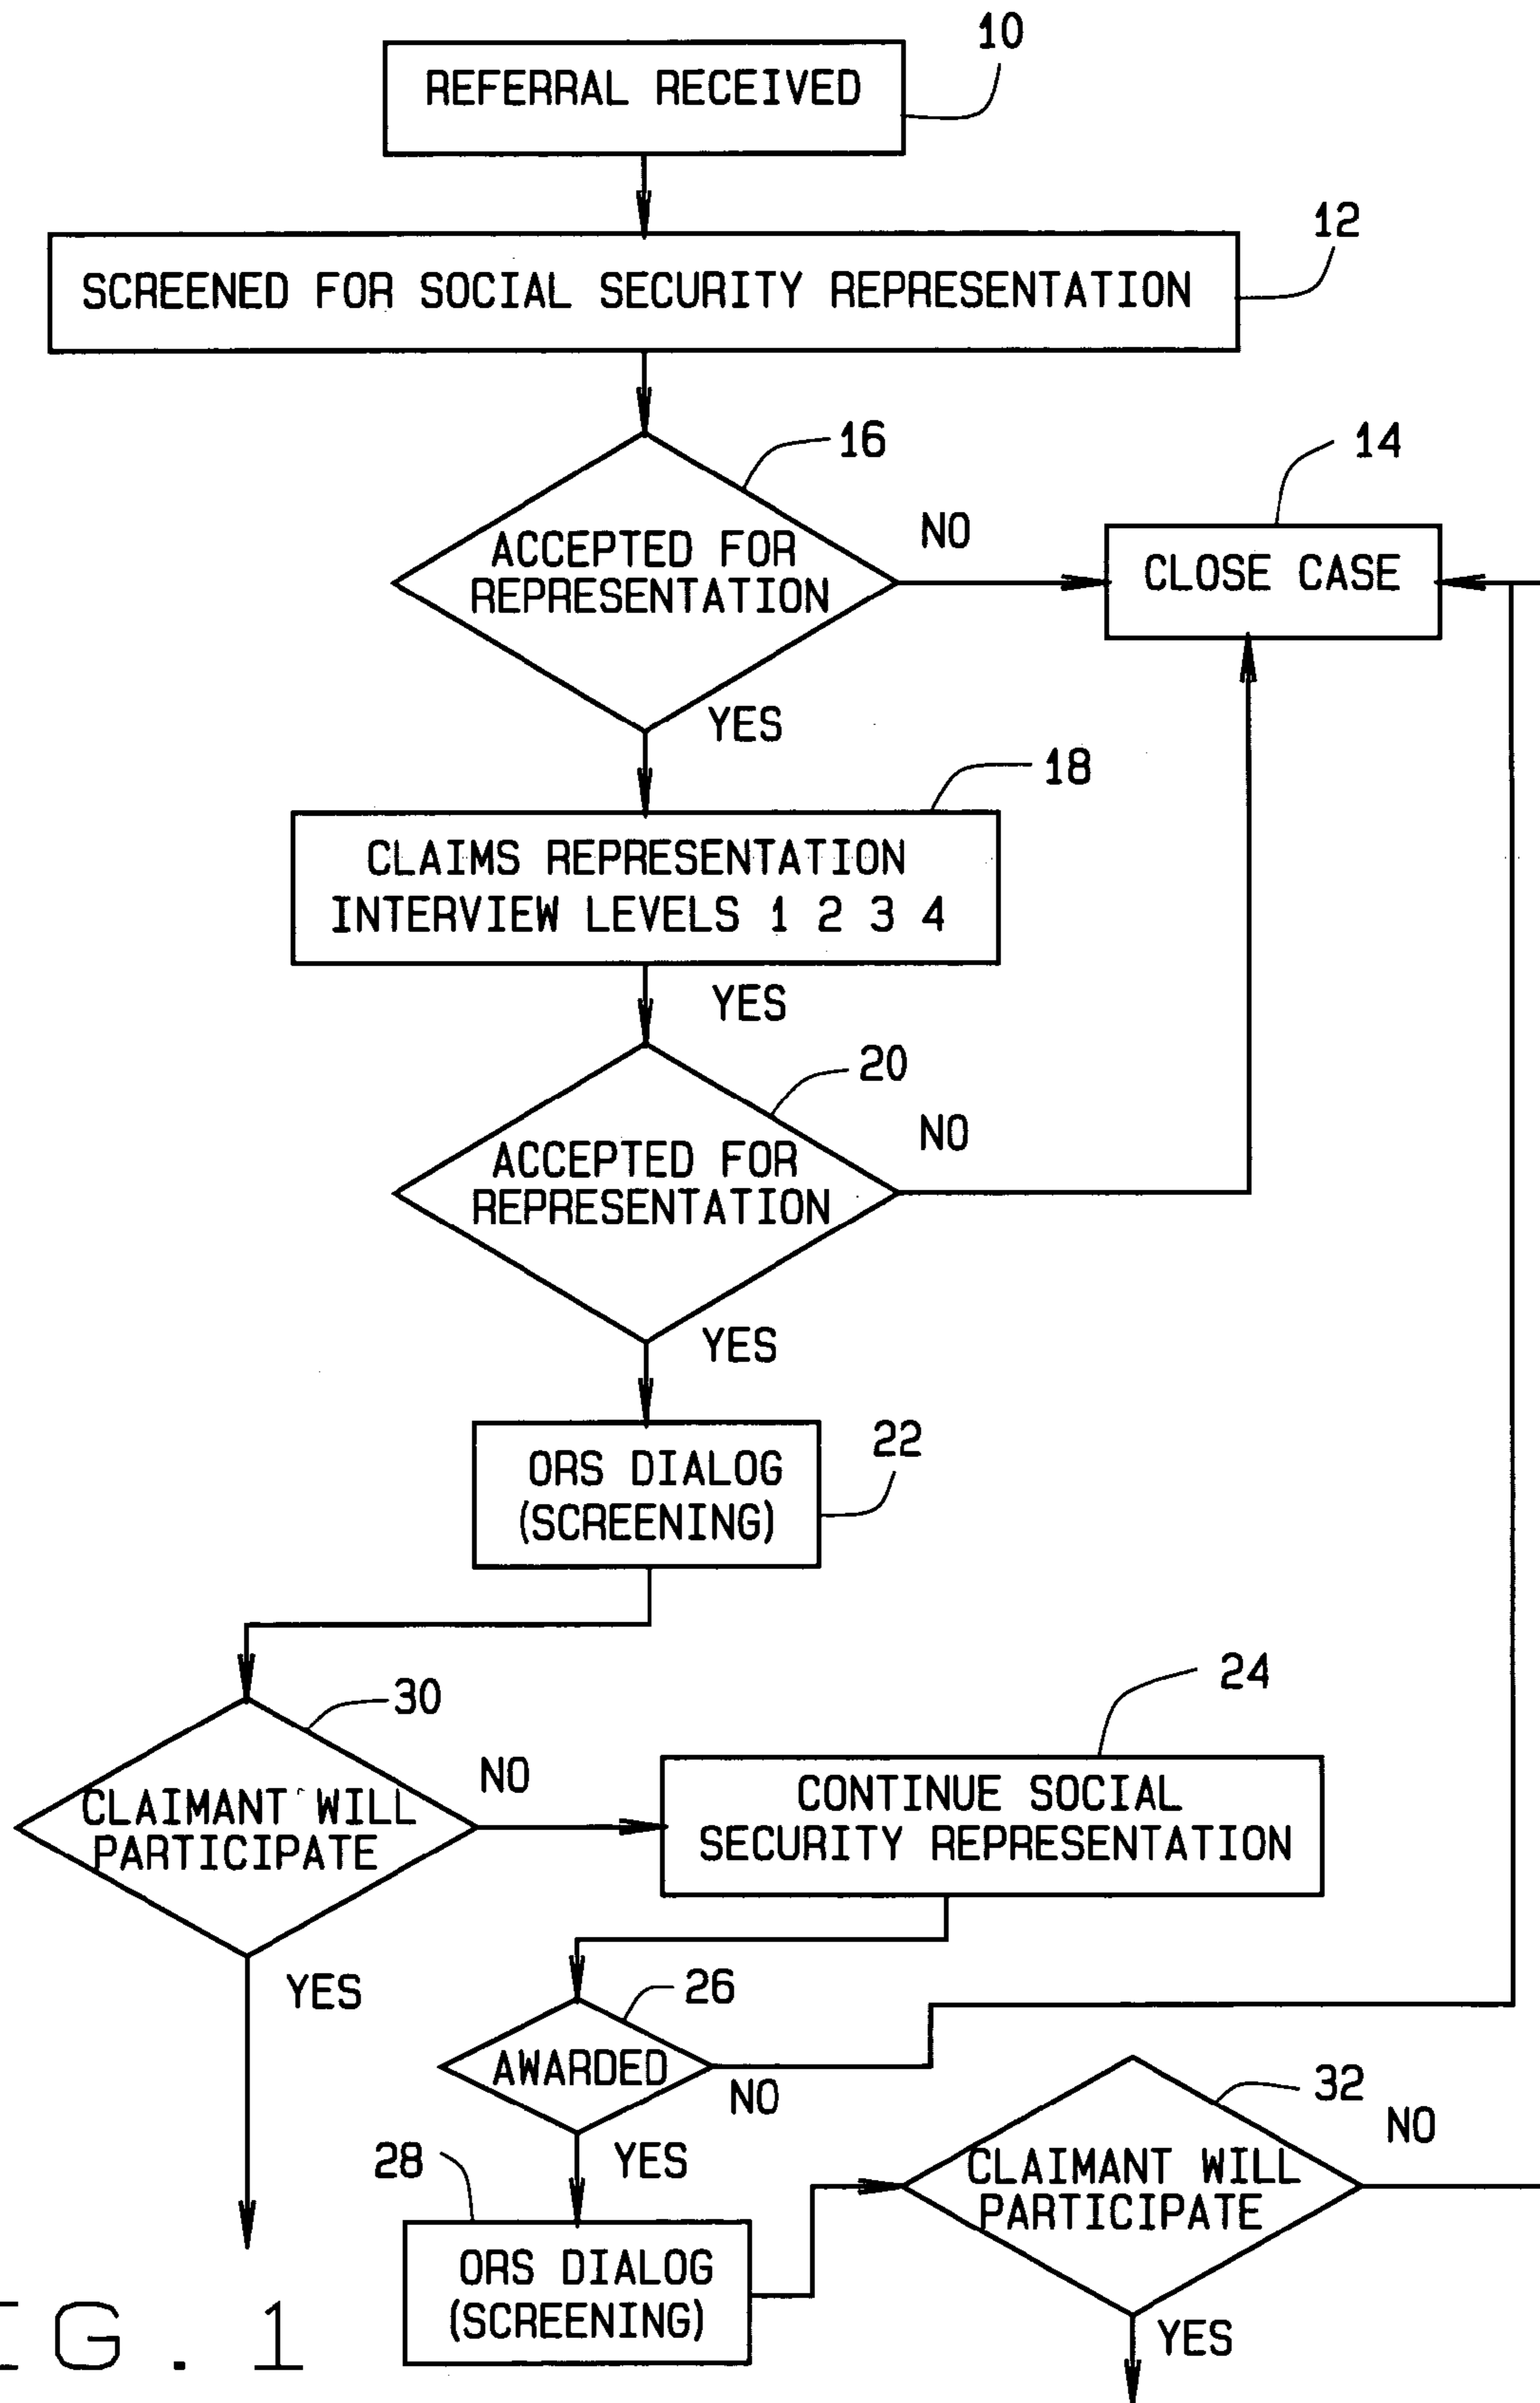 10
REFERRAL RECEIVED
12
SCREENED FOR SOCIAL SECURITY REPRESENTATION
16
14
ACCEPTED FOR
REPRESENTATION
NO
CLOSE CASE
YES
18
CLAIMS REPRESENTATION
INTERVIEW LEVELS 1 2 3 4
YES
20
ACCEPTED FOR
REPRESENTATION
NO
YES
22
ORS DIALOG
(SCREENING)
30
24
CLAIMANT WILL
PARTICIPATE
NO
CONTINUE SOCIAL
SECURITY REPRESENTATION
YES
26
AWARDED
NO
32
NO
28
YES
CLAIMANT WILL
PARTICIPATE
ORS DIALOG
(SCREENING)
YES
IG. 1